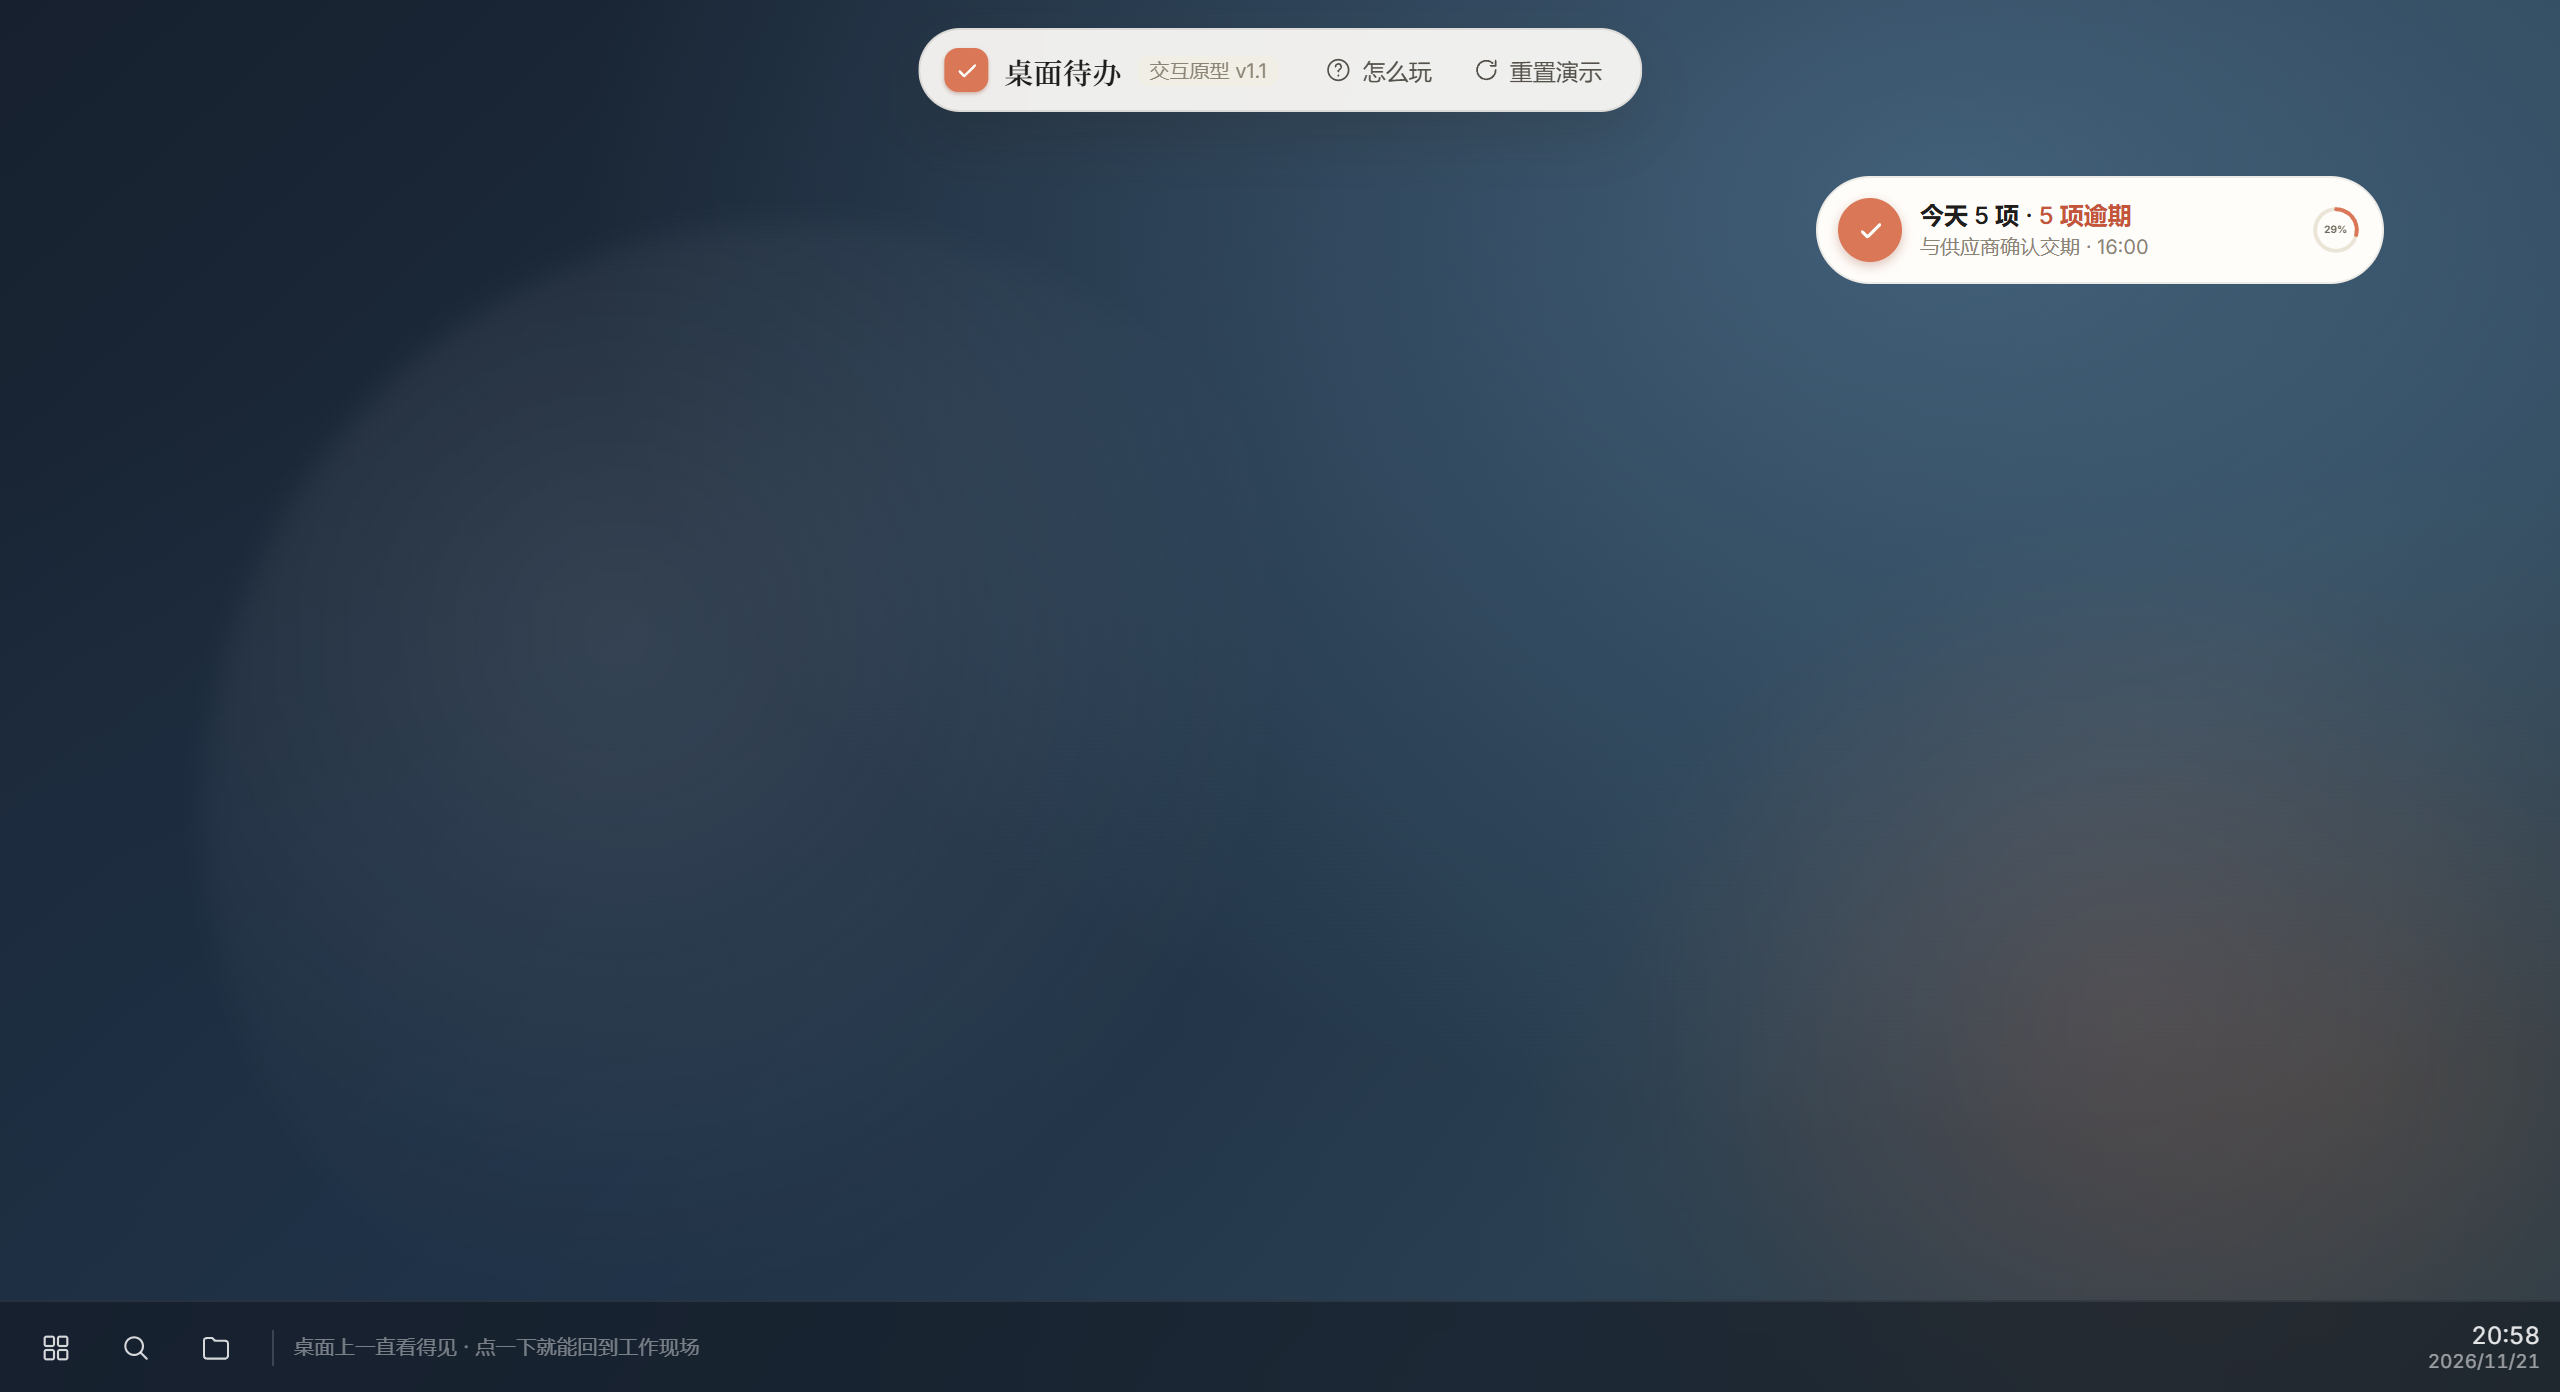 桌面待办 交互原型 v1.1 怎么玩 重置演示
今天 5 项 · 5 项逾期
与供应商确认交期 · 16:00
29%
桌面上一直看得见 · 点一下就能回到工作现场
20:58
2026/11/21